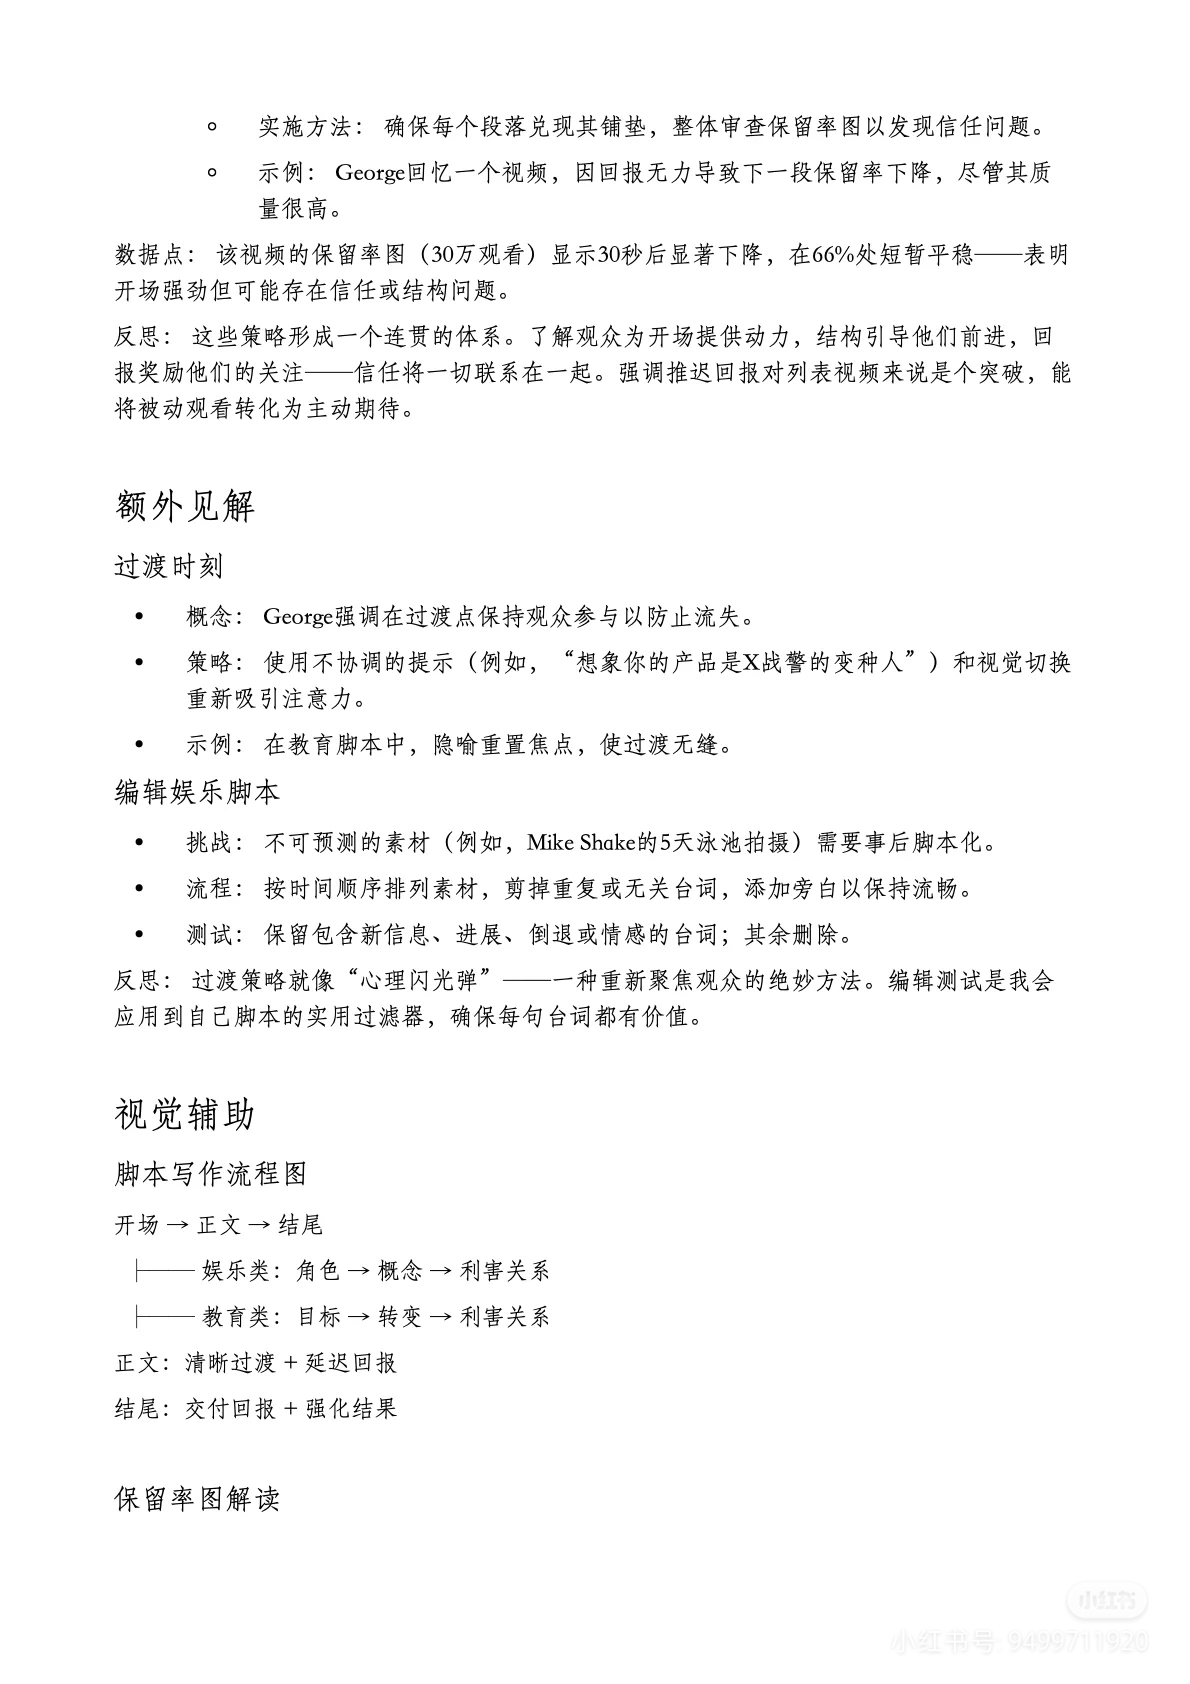 实施方法： 确保每个段落兑现其铺垫，整体审查保留率图以发现信任问题。
示例： George回忆一个视频，因回报无力导致下一段保留率下降，尽管其质
量很高。
数据点： 该视频的保留率图（30万观看）显示30秒后显著下降，在66%处短暂平稳——表明
开场强劲但可能存在信任或结构问题。
反思： 这些策略形成一个连贯的体系。了解观众为开场提供动力，结构引导他们前进，回
报奖励他们的关注——信任将一切联系在一起。强调推迟回报对列表视频来说是个突破，能
将被动观看转化为主动期待。
额外见解
过渡时刻
• 概念： George强调在过渡点保持观众参与以防止流失。
• 策略： 使用不协调的提示（例如，“想象你的产品是X战警的变种人”）和视觉切换
重新吸引注意力。
• 示例： 在教育脚本中，隐喻重置焦点，使过渡无缝。
编辑娱乐脚本
• 挑战： 不可预测的素材（例如，Mike Shake的5天泳池拍摄）需要事后脚本化。
• 流程： 按时间顺序排列素材，剪掉重复或无关台词，添加旁白以保持流畅。
• 测试： 保留包含新信息、进展、倒退或情感的台词；其余删除。
反思： 过渡策略就像“心理闪光弹”——一种重新聚焦观众的绝妙方法。编辑测试是我会
应用到自己脚本的实用过滤器，确保每句台词都有价值。
视觉辅助
脚本写作流程图
开场 → 正文 → 结尾
├── 娱乐类：角色 → 概念 → 利害关系
├── 教育类：目标 → 转变 → 利害关系
正文：清晰过渡 + 延迟回报
结尾：交付回报 + 强化结果
保留率图解读
小红书
小红书号: 9499711920